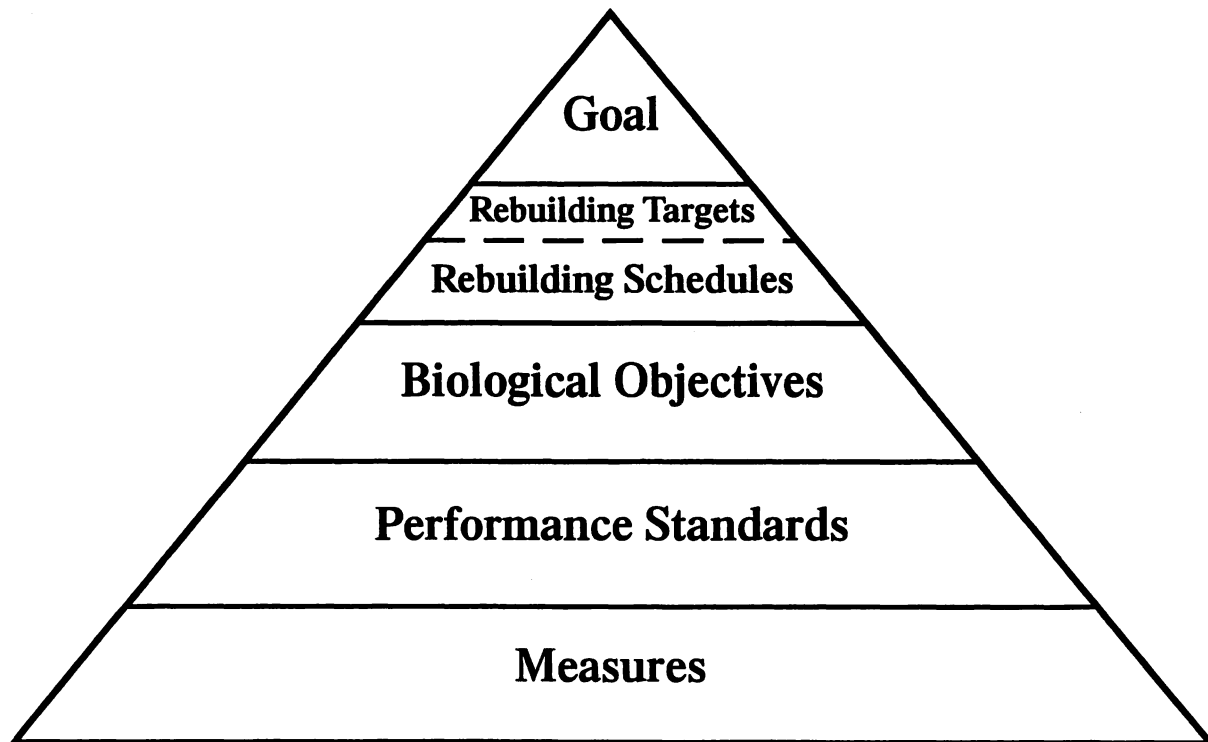 Goal
Rebuilding Targets
Rebuilding Schedules
Biological Objectives
Performance Standards
Measures